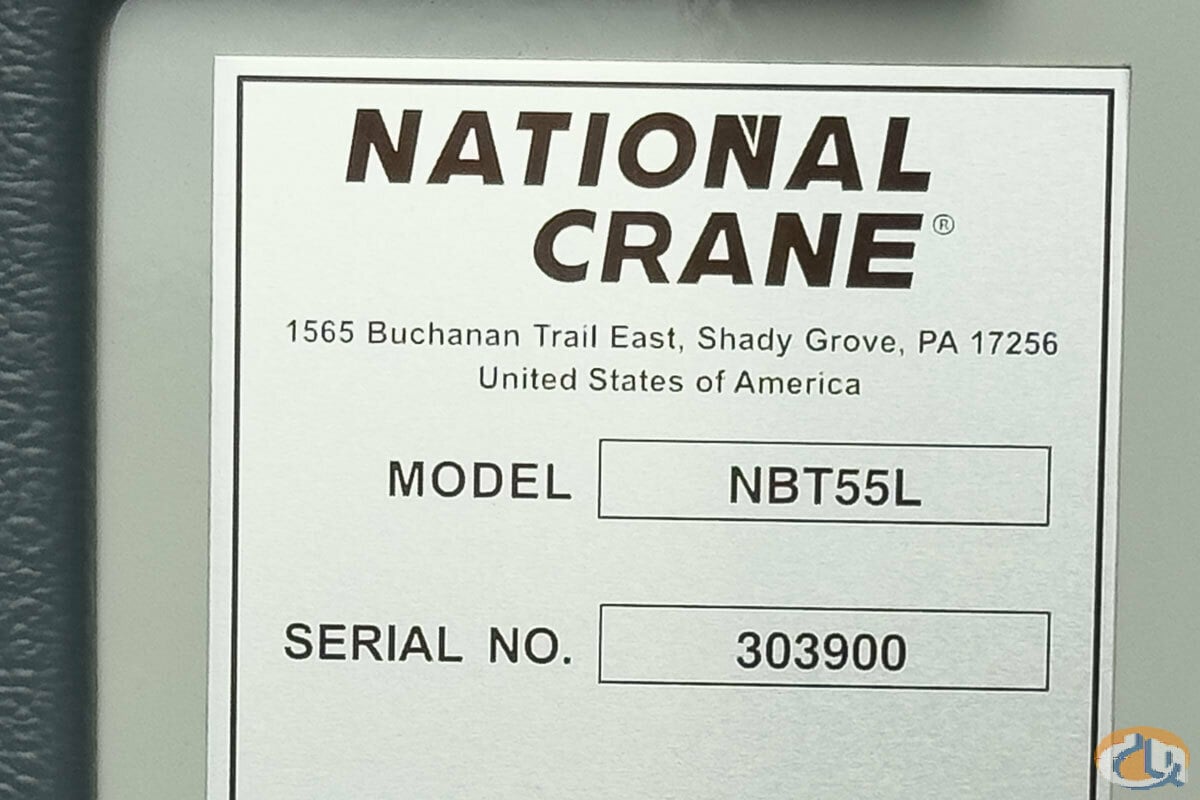 NATIONAL
CRANE®
1565 Buchanan Trail East, Shady Grove, PA 17256
United States of America
MODEL NBT55L
SERIAL NO. 303900